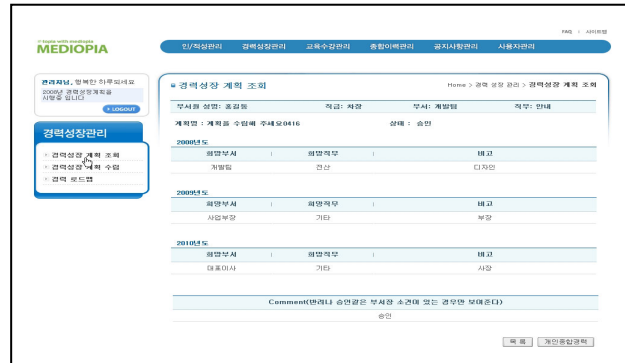 FAQ | 사이트맵
e topia with mediopia
MEDIOPIA
인/적성관리 경력성장관리 교육수강관리 종합이력관리 공지사항관리 사용자관리
관리자님, 행복한 하루되세요
2008년 경력성장계획을
시행중 입니다
> LOGOUT
경력성장관리
경력성장 계획 조회
경력성장 계획 수립
경력 로드맵
경력성장 계획 조회 Home > 경력 성장 관리 > 경력성장 계획 조회
부서원 성명: 홍길동 직급: 차장 부서: 개발팀 직무: 안내
계획명 : 계획을 수립해 주세요0416 상태 : 승인
2008년도
희망부서 | 희망직무 | 비고
개발팀 전산 디자인
2009년도
희망부서 | 희망직무 | 비고
사업부장 기타 부장
2010년도
희망부서 | 희망직무 | 비고
대표이사 기타 사장
Comment(반려나 승인같은 부서장 소견이 있는 경우만 보여준다)
승인
목 록 개인종합경력